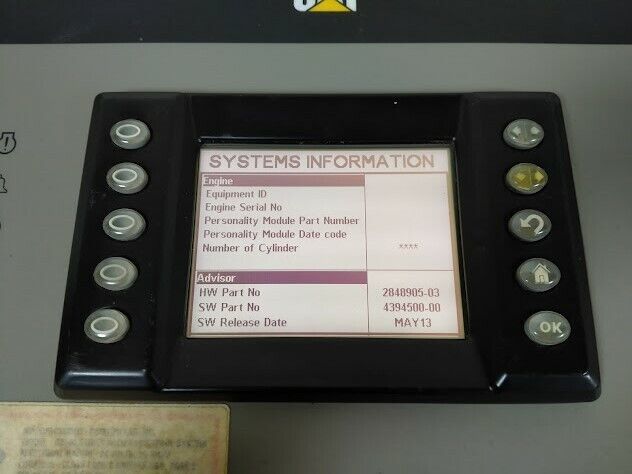 SYSTEMS INFORMATION
Engine
Equipment ID
Engine Serial No
Personality Module Part Number
Personality Module Date code
Number of Cylinder ****
Advisor
HW Part No 2848905-03
SW Part No 4394500-00
SW Release Date MAY13
OK